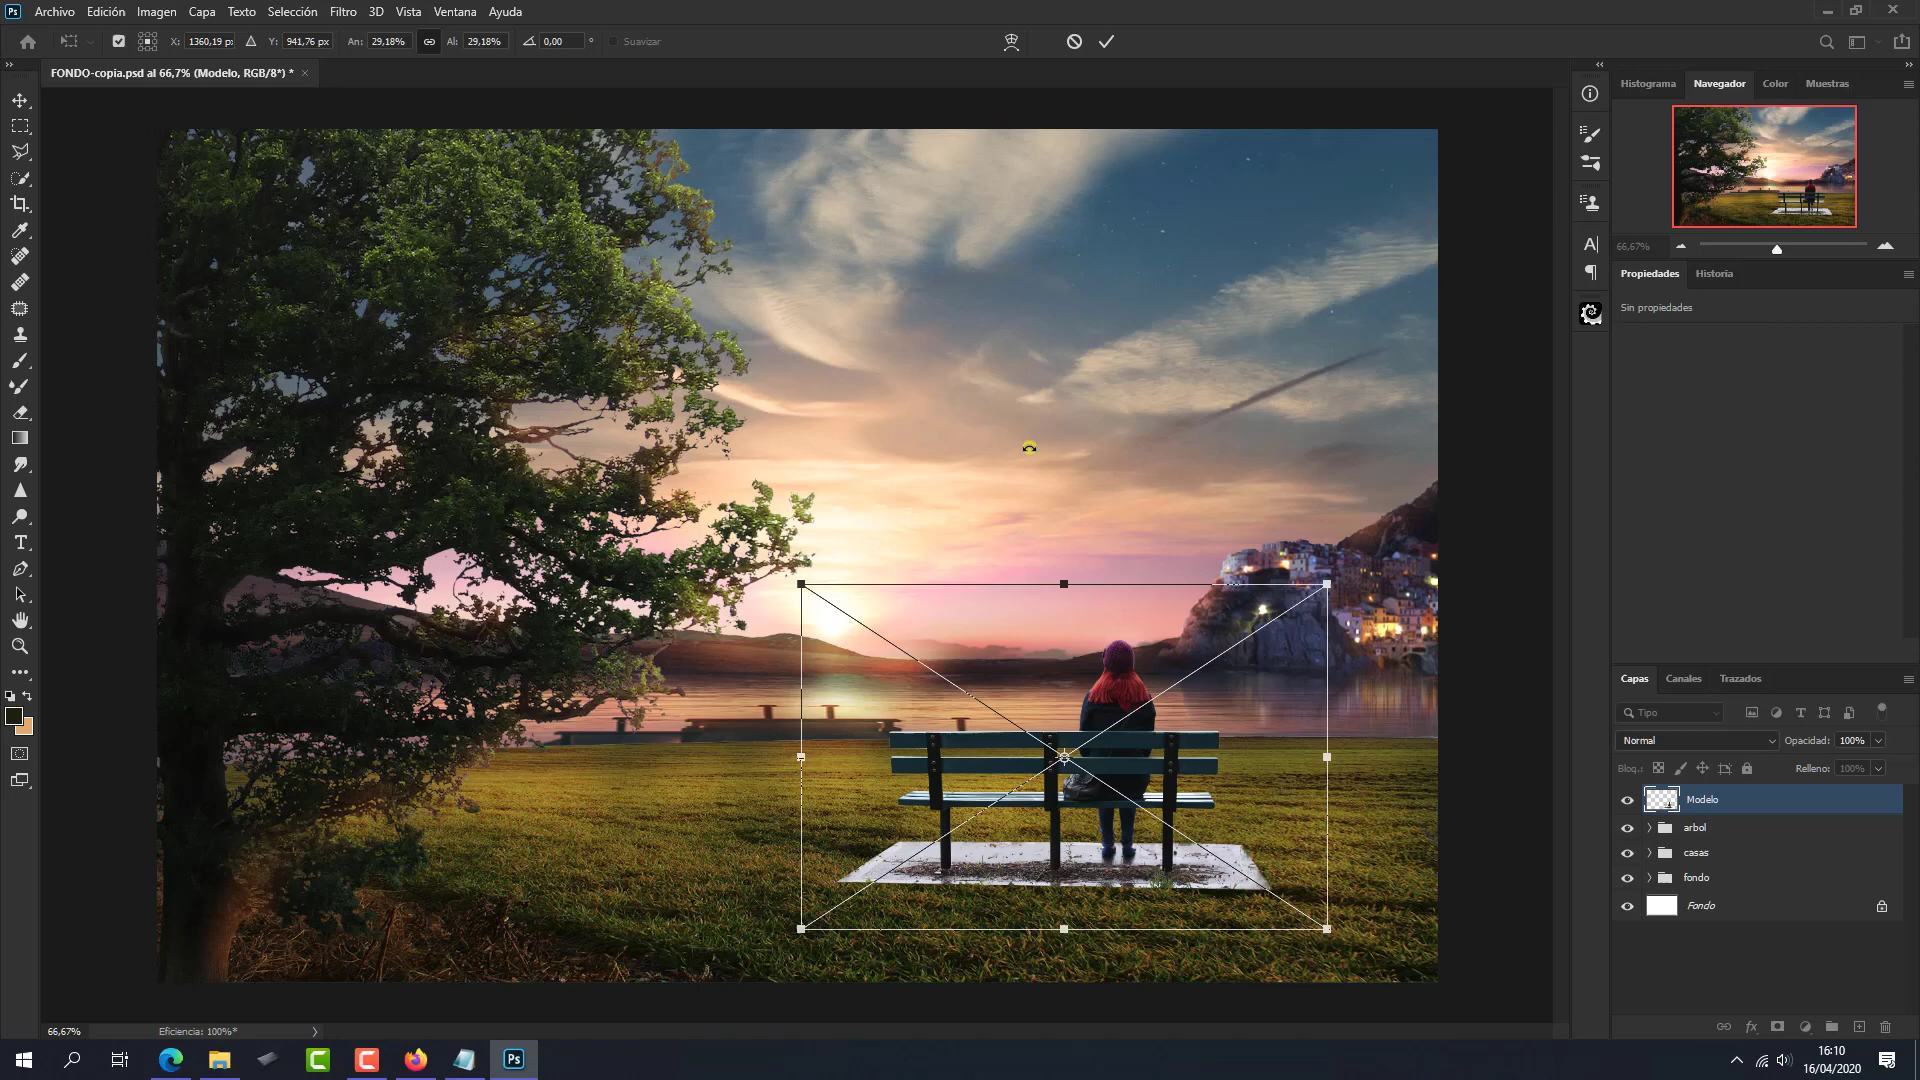 Ps Archivo Edición Imagen Capa Texto Selección Filtro 3D Vista Ventana Ayuda
X: 1360,19 p Y: 941,76 px An: 29,18% Al: 29,18% 0,00 ° Suavizar
FONDO-copia.psd al 66,7% (Modelo, RGB/8*) * ×
Histograma Navegador Color Muestras
66,67%
Propiedades Historia
Sin propiedades
Capas Canales Trazados
Tipo
Normal Opacidad: 100%
Bloq.: Relleno: 100%
Modelo
arbol
casas
fondo
Fondo
fx
66,67% Eficiencia: 100%*
Ps
16:10
16/04/2020